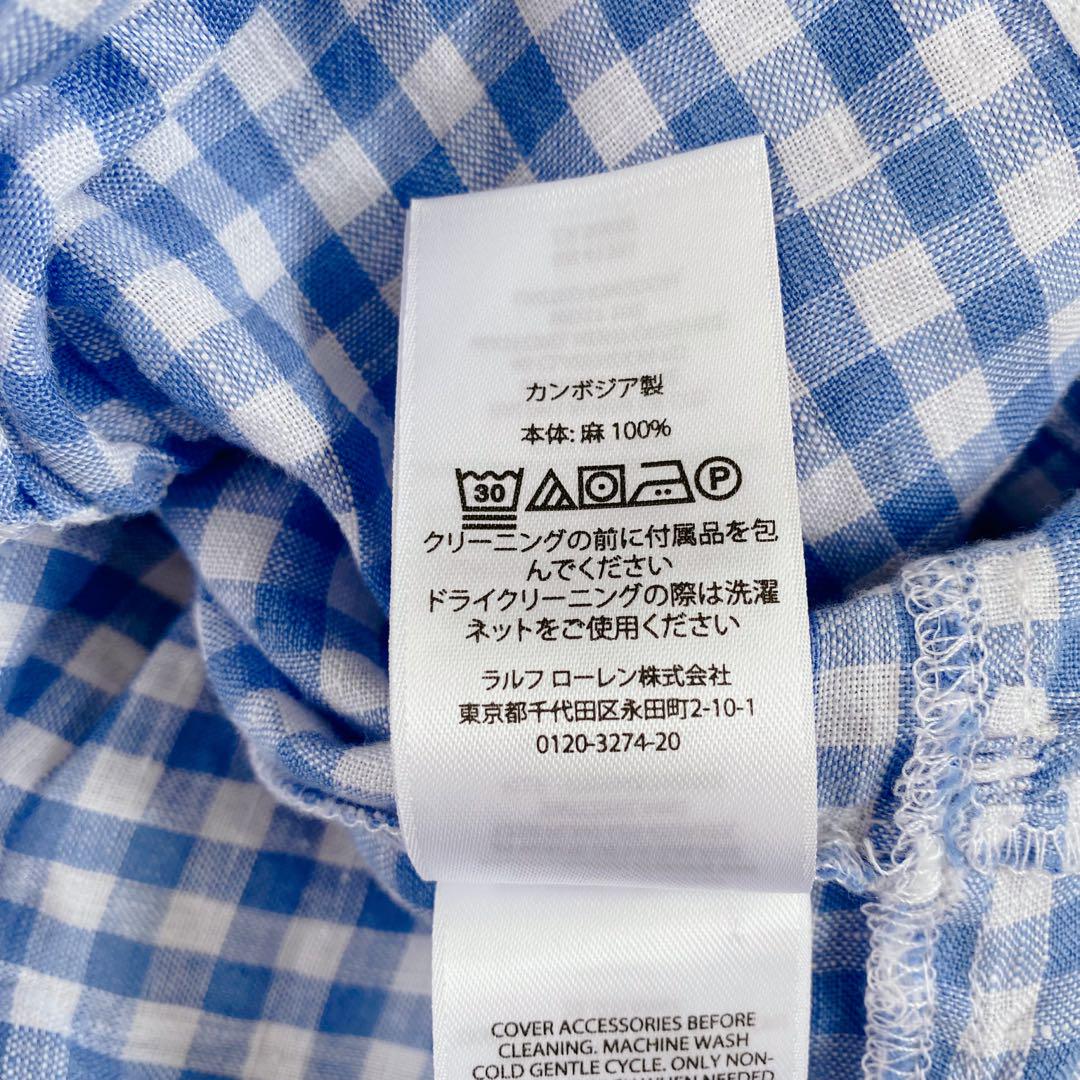 カンボジア製
本体: 麻 100%
30 P
クリーニングの前に付属品を包
んでください
ドライクリーニングの際は洗濯
ネットをご使用ください
ラルフ ローレン株式会社
東京都千代田区永田町2-10-1
0120-3274-20
COVER ACCESSORIES BEFORE
CLEANING. MACHINE WASH
COLD GENTLE CYCLE. ONLY NON-
WHEN NEEDED